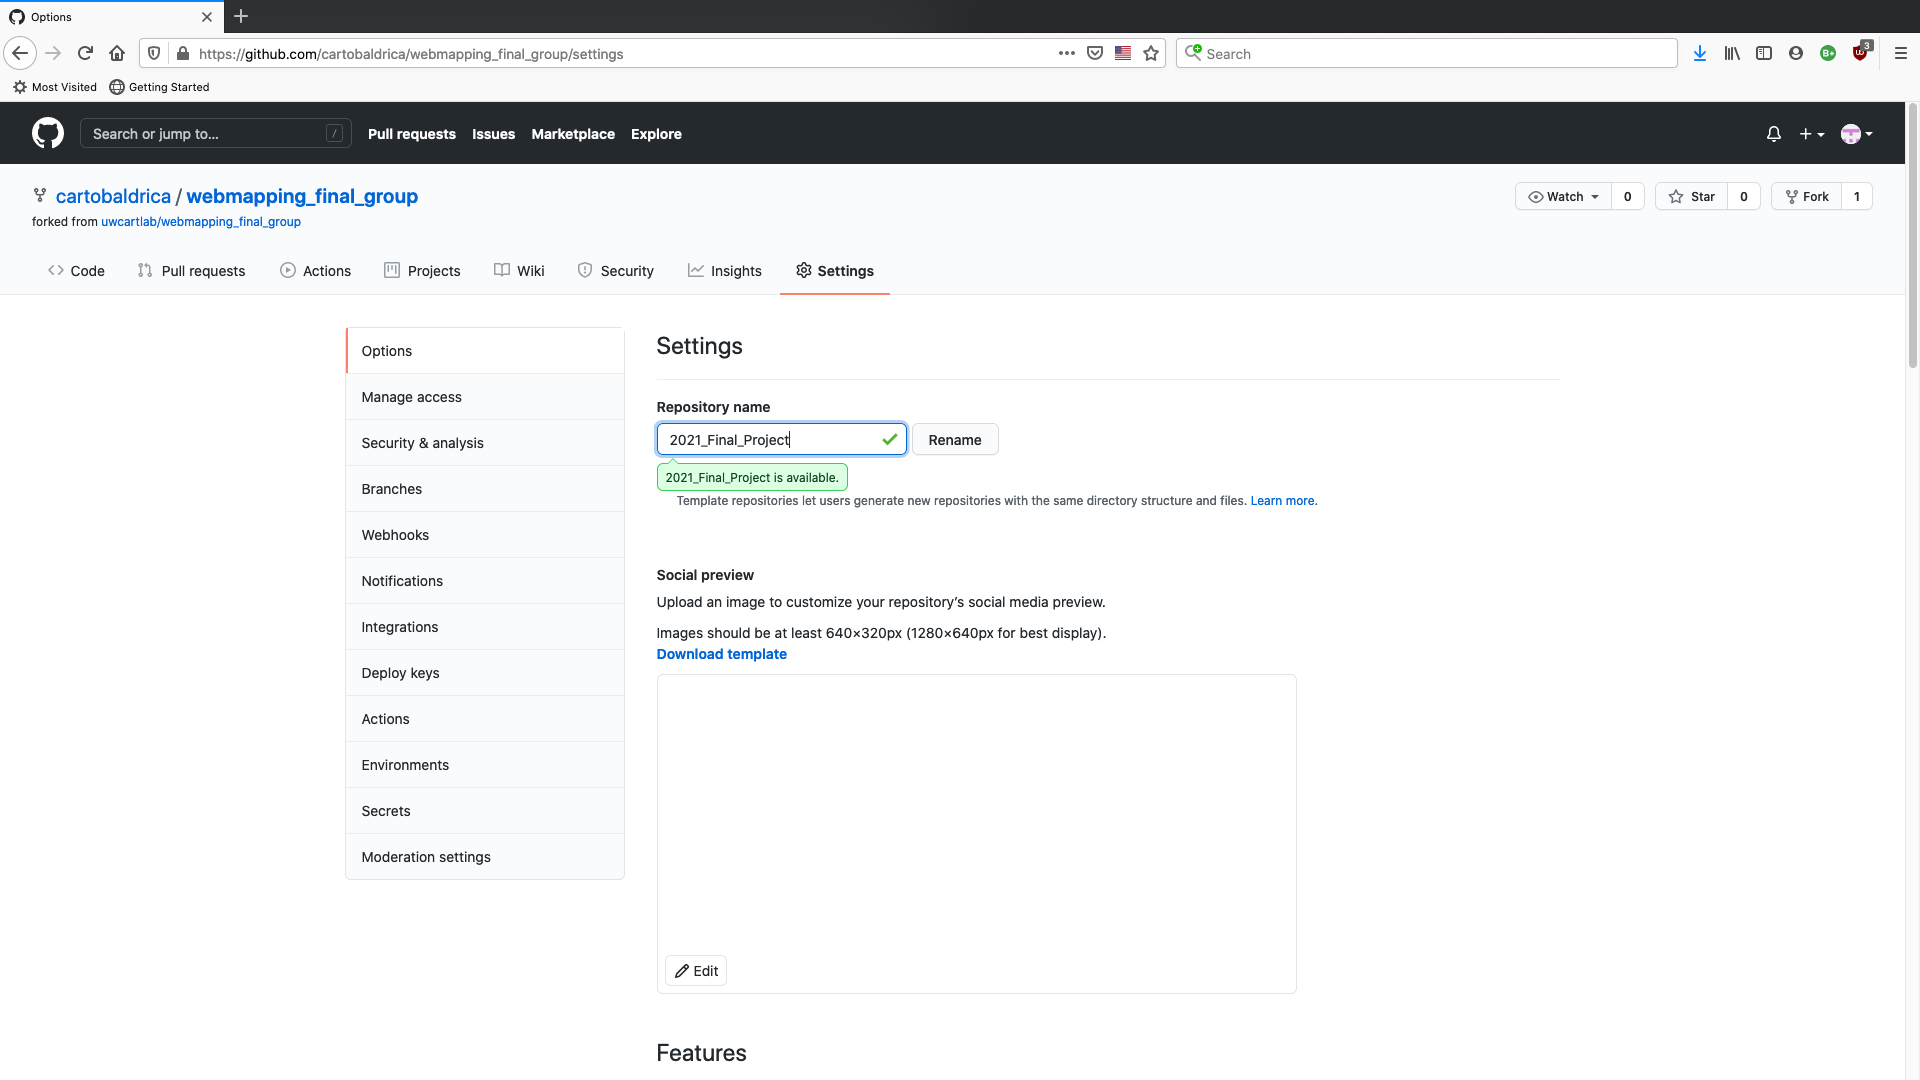 Options
https://github.com/cartobaldrica/webmapping_final_group/settings
Search
3
Most Visited
Getting Started
Search or jump to...
/
Pull requests
Issues
Marketplace
Explore
cartobaldrica / webmapping_final_group
forked from uwcartlab/webmapping_final_group
Watch 0
Star 0
Fork 1
Code
Pull requests
Actions
Projects
Wiki
Security
Insights
Settings
Options
Manage access
Security & analysis
Branches
Webhooks
Notifications
Integrations
Deploy keys
Actions
Environments
Secrets
Moderation settings
Settings
Repository name
2021_Final_Project
Rename
2021_Final_Project is available.
Template repositories let users generate new repositories with the same directory structure and files. Learn more.
Social preview
Upload an image to customize your repository’s social media preview.
Images should be at least 640×320px (1280×640px for best display).
Download template
Edit
Features